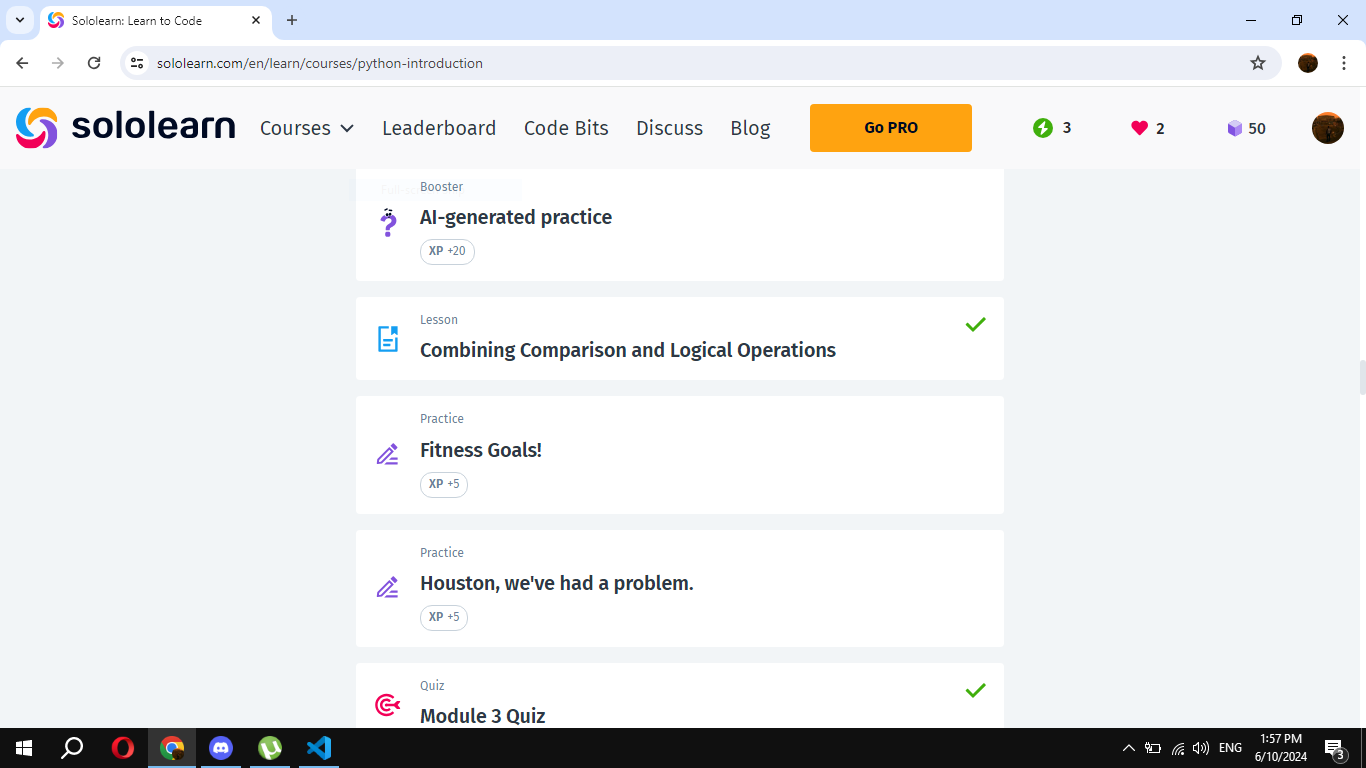 Sololearn: Learn to Code
sololearn.com/en/learn/courses/python-introduction
sololearn Courses Leaderboard Code Bits Discuss Blog Go PRO 3 2 50
Booster
AI-generated practice
XP +20
Lesson
Combining Comparison and Logical Operations
Practice
Fitness Goals!
XP +5
Practice
Houston, we've had a problem.
XP +5
Quiz
Module 3 Quiz
ENG
1:57 PM
6/10/2024
3